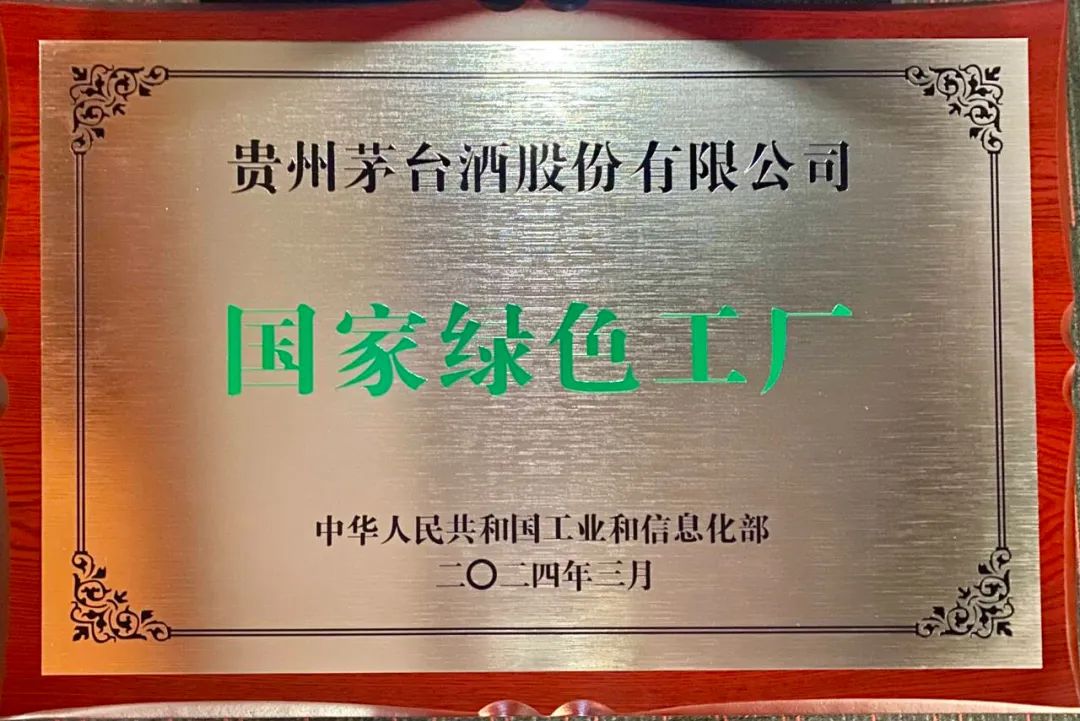 贵州茅台酒股份有限公司
国家绿色工厂
中华人民共和国工业和信息化部
二〇二四年三月